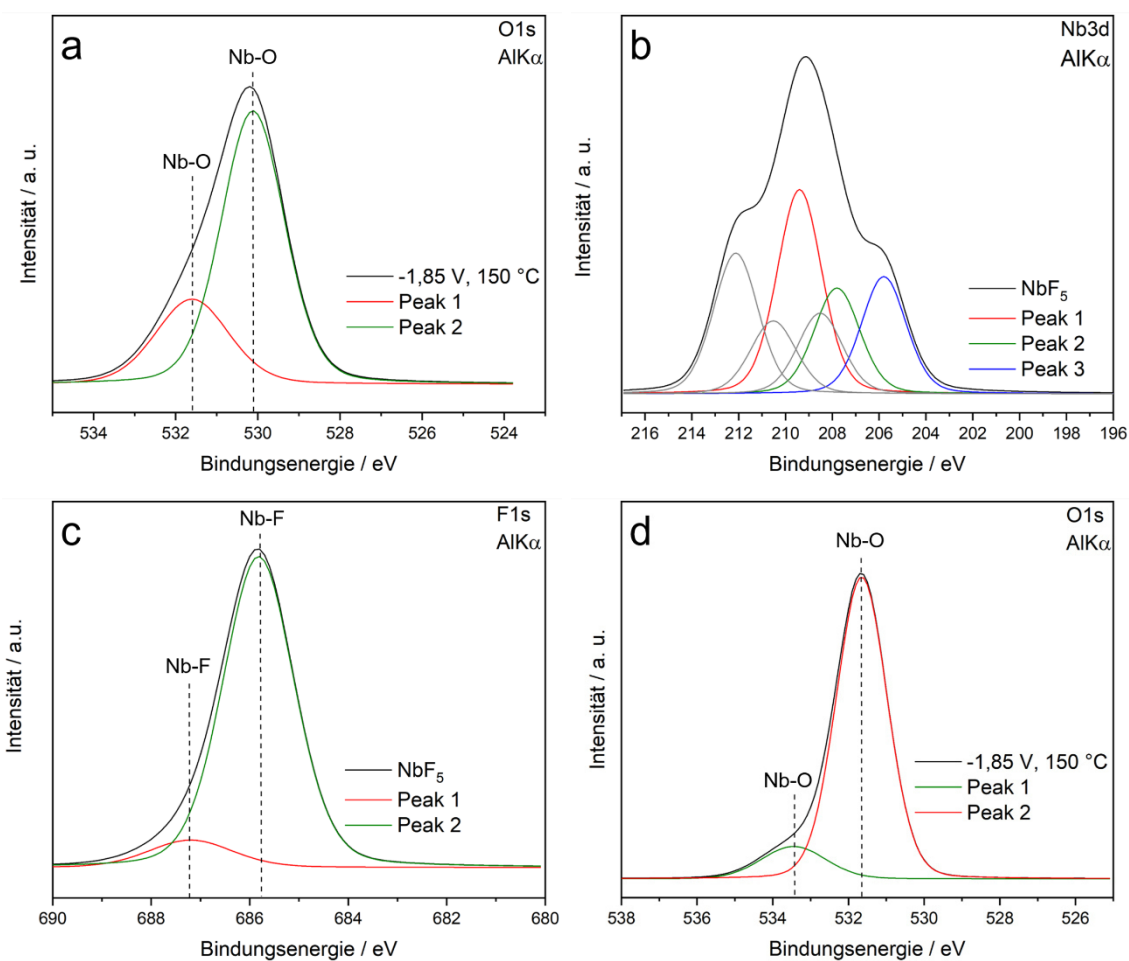 a
O1s
AlKα
Nb-O
Nb-O
-1,85 V, 150 °C
Peak 1
Peak 2
Intensität / a. u.
534 532 530 528 526 524
Bindungsenergie / eV
b
Nb3d
AlKα
NbF5
Peak 1
Peak 2
Peak 3
Intensität / a. u.
216 214 212 210 208 206 204 202 200 198 196
Bindungsenergie / eV
c
F1s
AlKα
Nb-F
Nb-F
NbF5
Peak 1
Peak 2
Intensität / a.u.
690 688 686 684 682 680
Bindungsenergie / eV
d
O1s
AlKα
Nb-O
Nb-O
-1,85 V, 150 °C
Peak 1
Peak 2
Intensität / a. u.
538 536 534 532 530 528 526
Bindungsenergie / eV